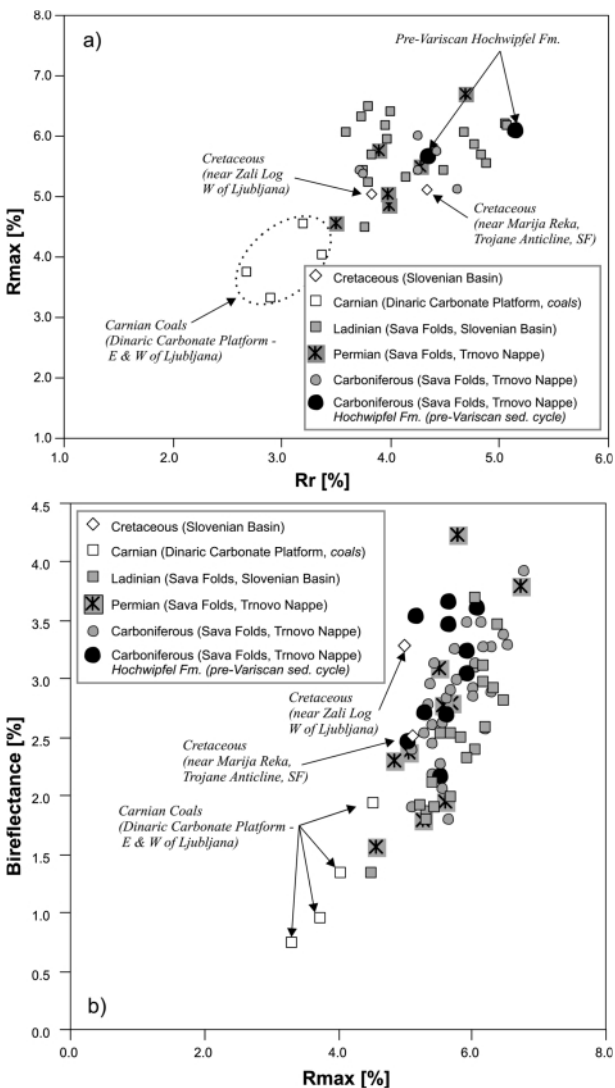 a)
8.0
7.0
6.0
5.0
4.0
3.0
2.0
1.0
Rmax [%]
Pre-Variscan Hochwipfel Fm.
Cretaceous
(near Zali Log
W of Ljubljana)
Cretaceous
(near Marija Reka,
Trojane Anticline, SF)
Carnian Coals
(Dinaric Carbonate Platform -
E & W of Ljubljana)
Cretaceous (Slovenian Basin)
Carnian (Dinaric Carbonate Platform, coals)
Ladinian (Sava Folds, Slovenian Basin)
Permian (Sava Folds, Trnovo Nappe)
Carboniferous (Sava Folds, Trnovo Nappe)
Carboniferous (Sava Folds, Trnovo Nappe)
Hochwipfel Fm. (pre-Variscan sed. cycle)
1.0 2.0 3.0 4.0 5.0 6.0
Rr [%]
4.5
4.0
3.5
3.0
2.5
2.0
1.5
1.0
0.5
0.0
Bireflectance [%]
Cretaceous (Slovenian Basin)
Carnian (Dinaric Carbonate Platform, coals)
Ladinian (Sava Folds, Slovenian Basin)
Permian (Sava Folds, Trnovo Nappe)
Carboniferous (Sava Folds, Trnovo Nappe)
Carboniferous (Sava Folds, Trnovo Nappe)
Hochwipfel Fm. (pre-Variscan sed. cycle)
Cretaceous
(near Zali Log
W of Ljubljana)
Cretaceous
(near Marija Reka,
Trojane Anticline, SF)
Carnian Coals
(Dinaric Carbonate Platform -
E & W of Ljubljana)
b)
0.0 2.0 4.0 6.0 8.0
Rmax [%]